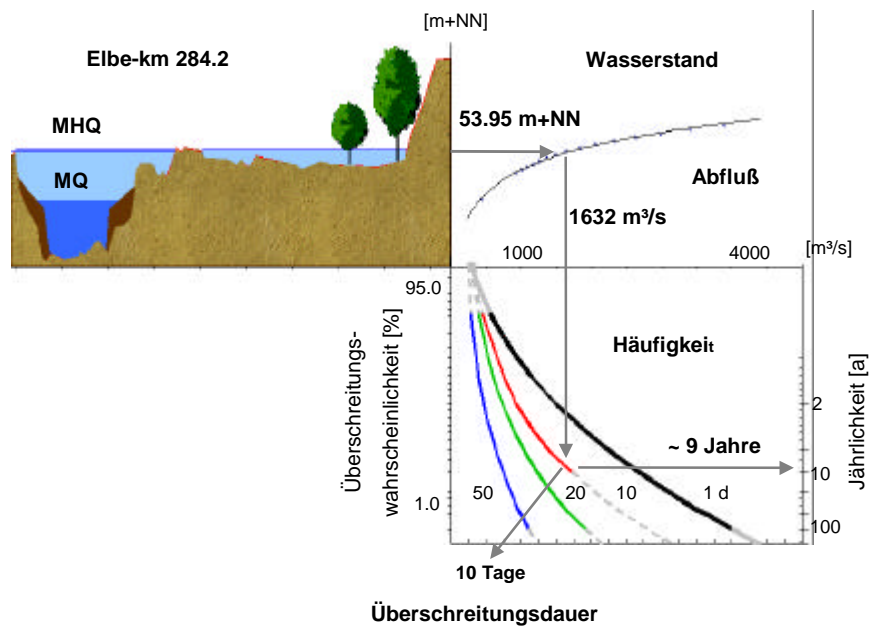 [m+NN]
Elbe-km 284.2
Wasserstand
MHQ
53.95 m+NN
MQ
Abfluß
1632 m³/s
1000
4000
[m³/s]
95.0
Überschreitungs-
wahrscheinlichkeit [%]
Häufigkeit
Jährlichkeit [a]
2
~ 9 Jahre
10
1.0
50
20
10
1 d
100
10 Tage
Überschreitungsdauer